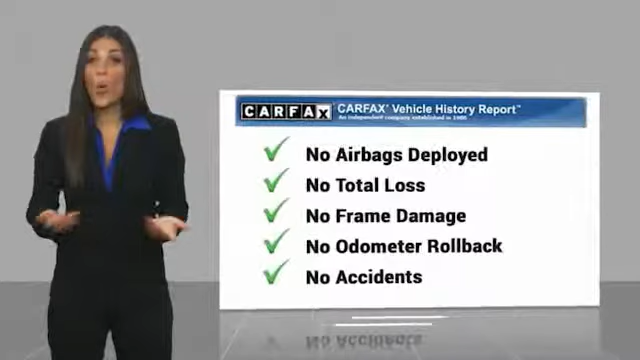 CARFAX CARFAX® Vehicle History Report™
An independent company established in 1986
No Airbags Deployed
No Total Loss
No Frame Damage
No Odometer Rollback
No Accidents